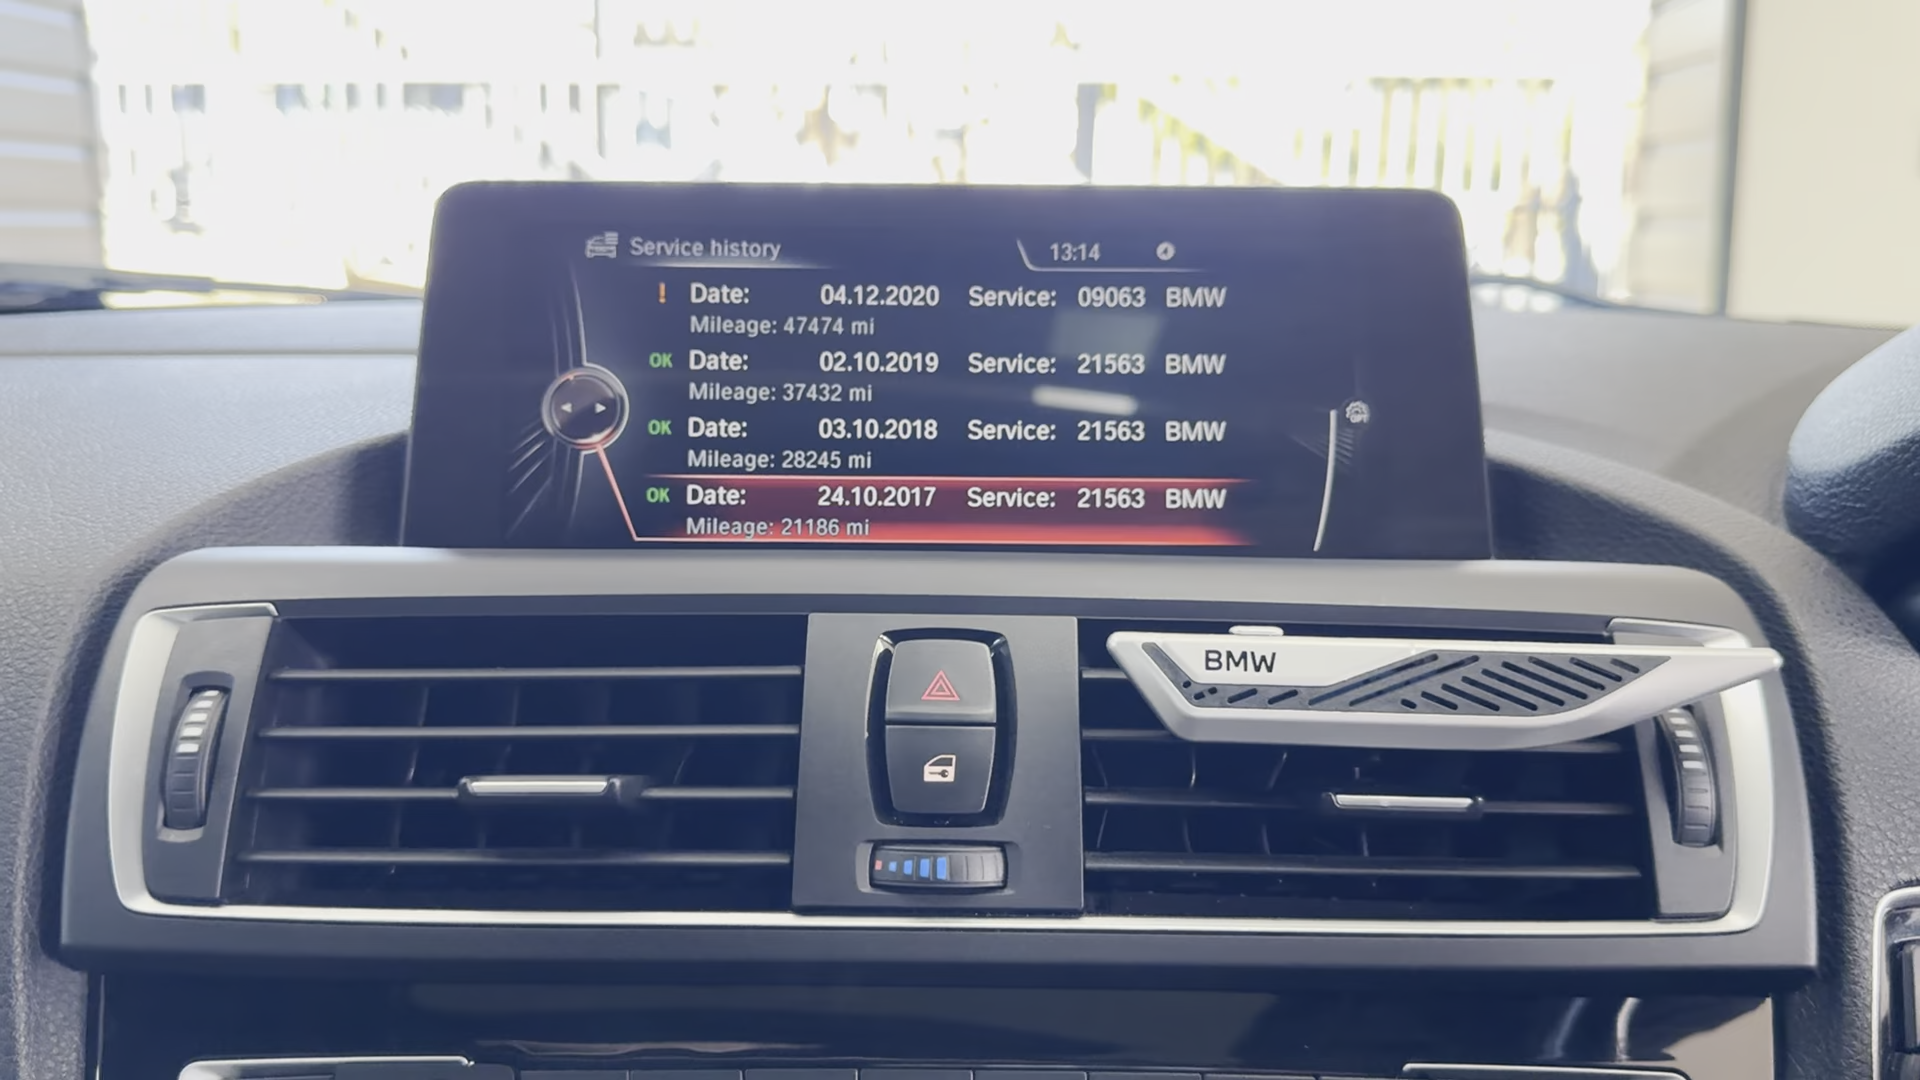 Service history 13:14
! Date: 04.12.2020 Service: 09063 BMW
Mileage: 47474 mi
OK Date: 02.10.2019 Service: 21563 BMW
Mileage: 37432 mi
OK Date: 03.10.2018 Service: 21563 BMW
Mileage: 28245 mi
OK Date: 24.10.2017 Service: 21563 BMW
Mileage: 21186 mi
BMW